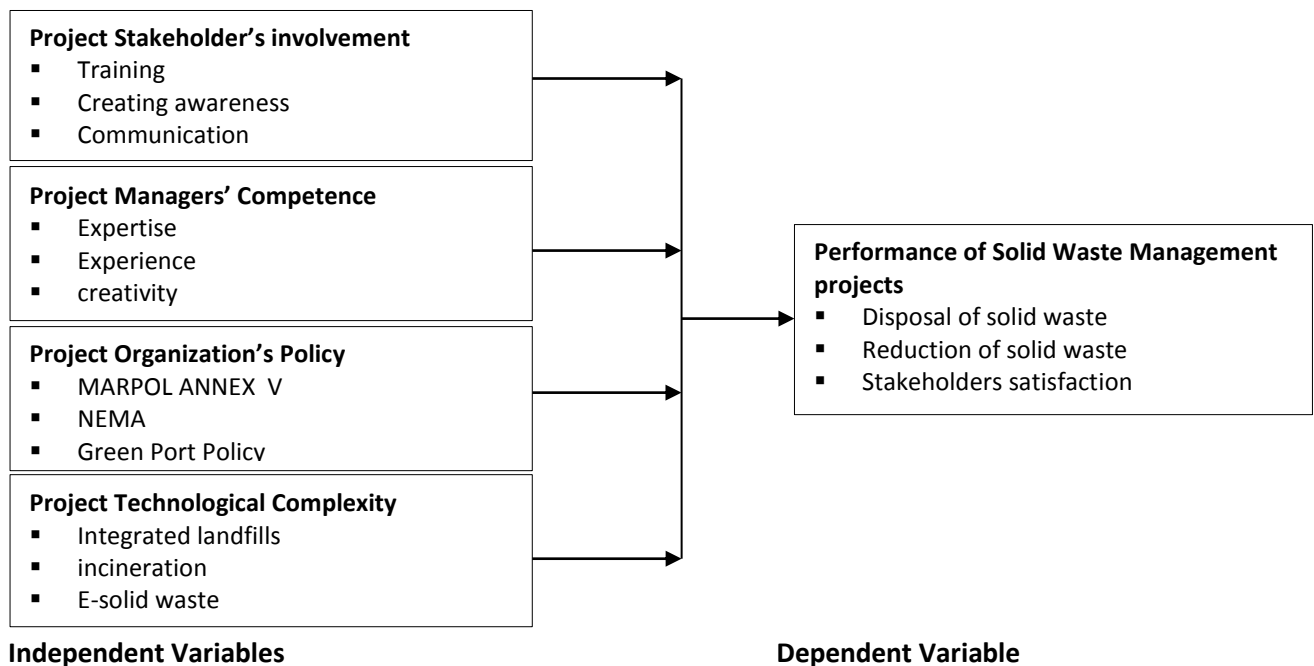 Project Stakeholder’s involvement
▪ Training
▪ Creating awareness
▪ Communication
Project Managers’ Competence
▪ Expertise
▪ Experience
▪ creativity
Project Organization’s Policy
▪ MARPOL ANNEX V
▪ NEMA
▪ Green Port Policy
Project Technological Complexity
▪ Integrated landfills
▪ incineration
▪ E-solid waste
Performance of Solid Waste Management
projects
▪ Disposal of solid waste
▪ Reduction of solid waste
▪ Stakeholders satisfaction
Independent Variables
Dependent Variable